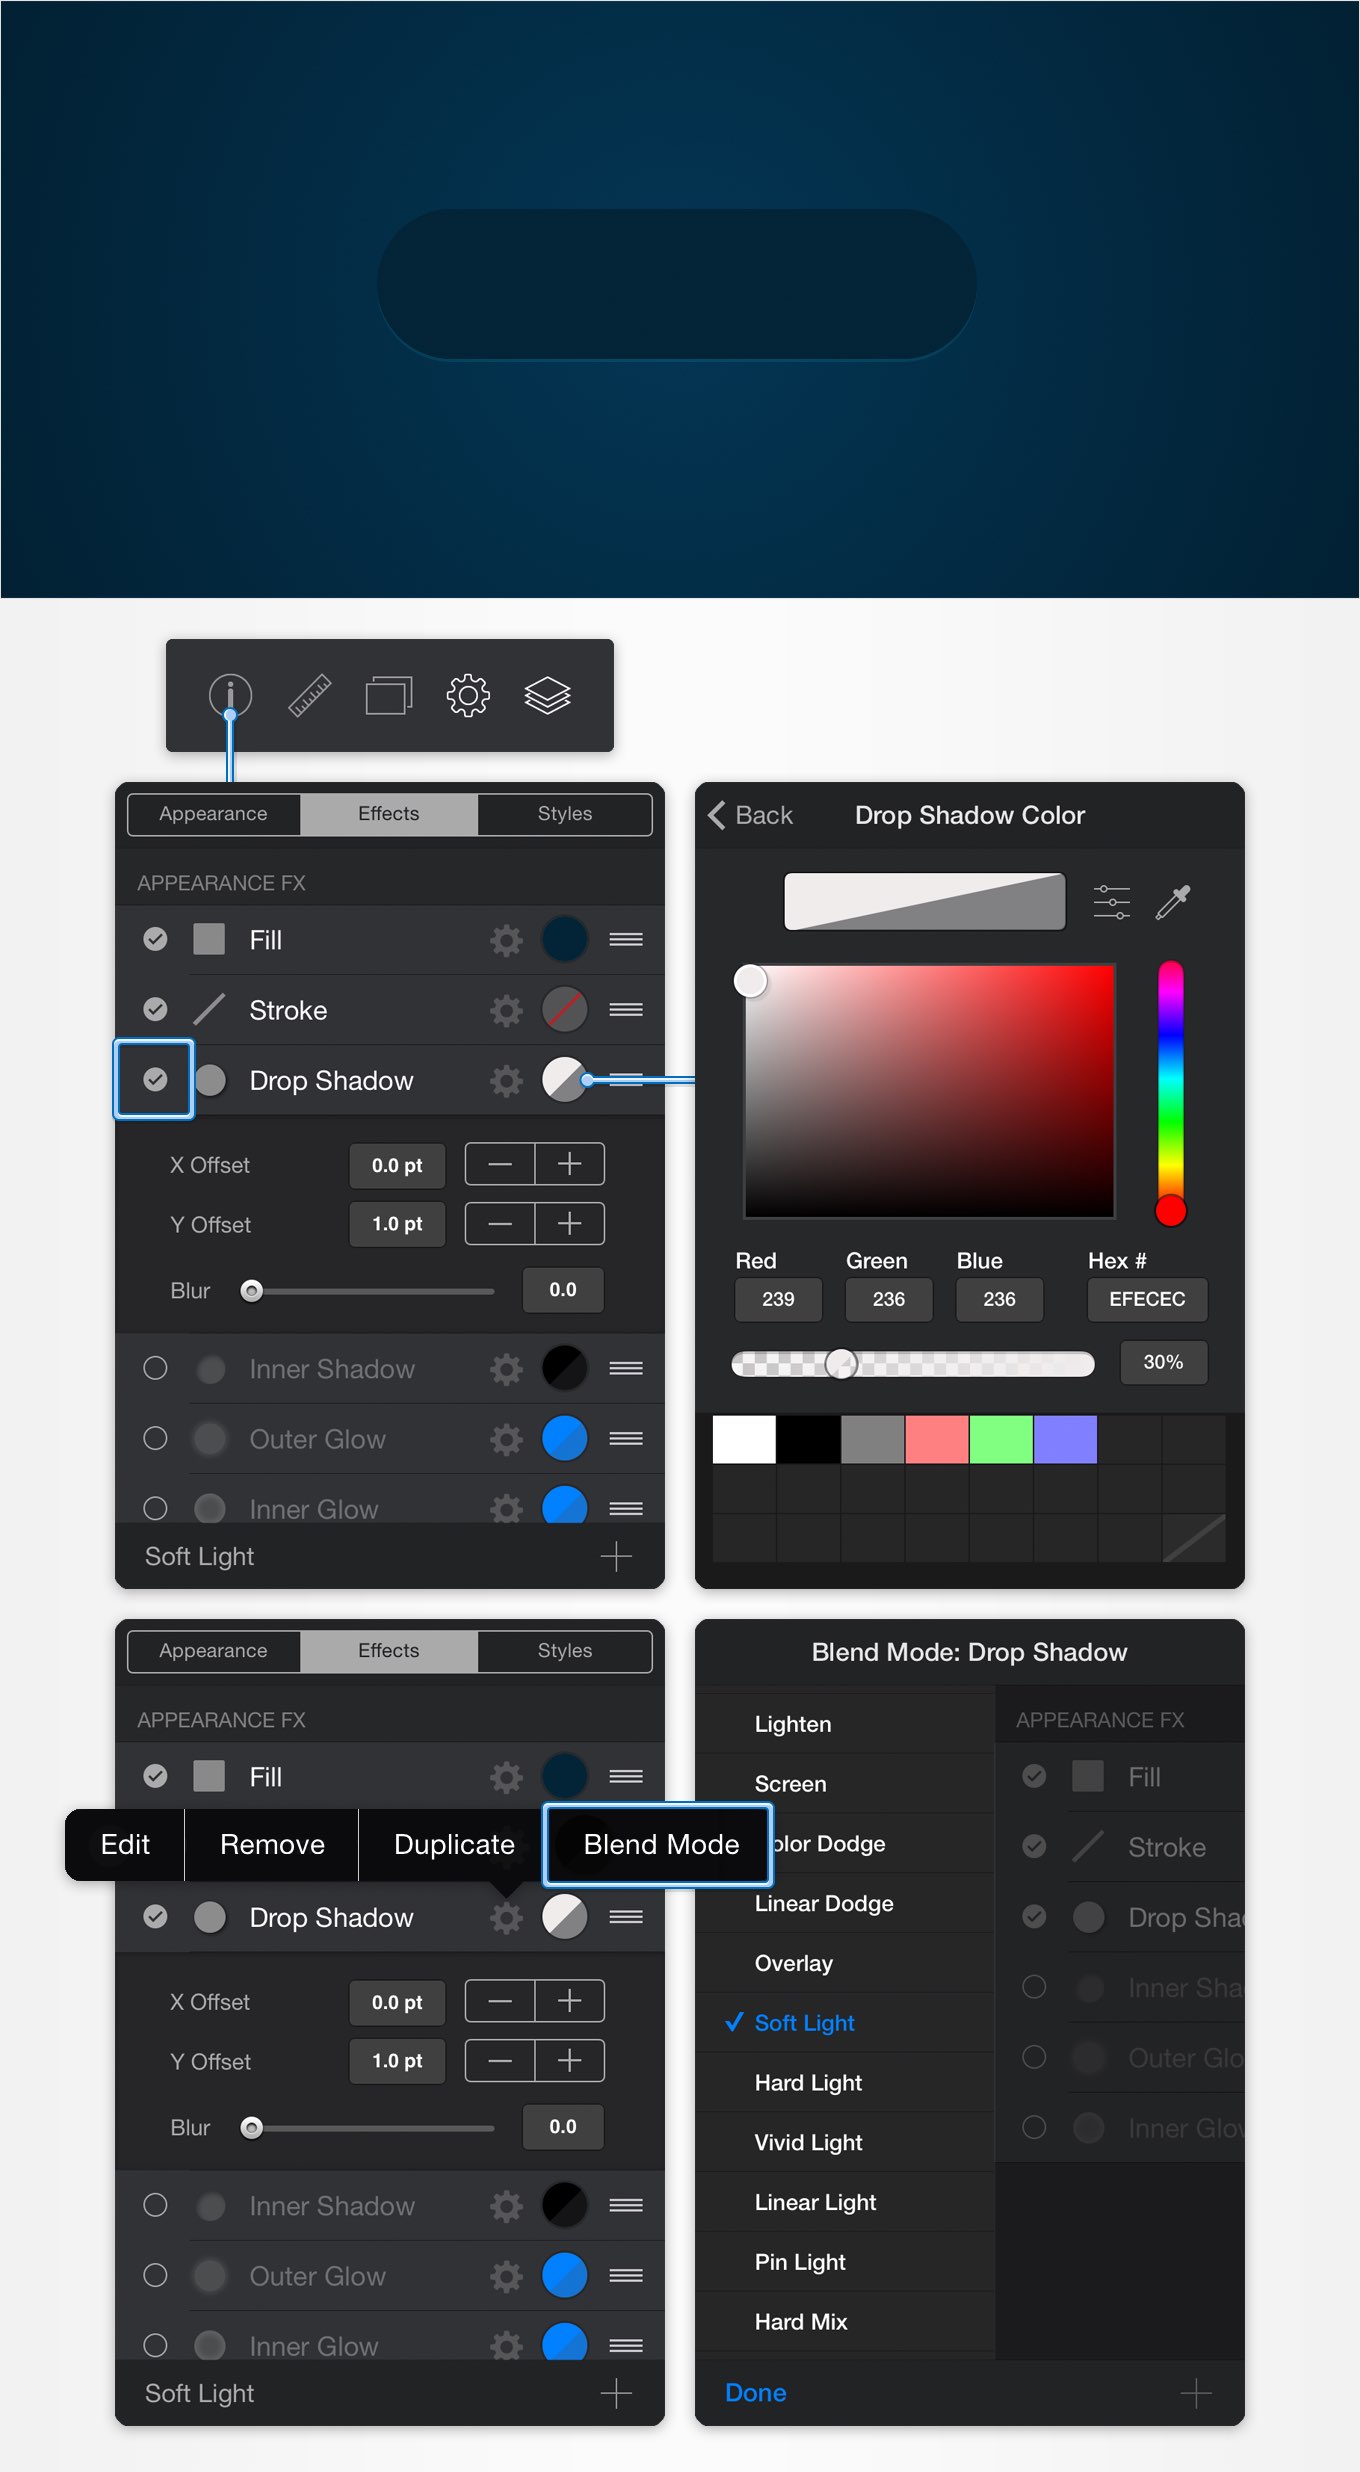 Appearance Effects Styles
APPEARANCE FX
Fill
Stroke
Drop Shadow
X Offset 0.0 pt
Y Offset 1.0 pt
Blur 0.0
Inner Shadow
Outer Glow
Inner Glow
Soft Light
Back Drop Shadow Color
Red Green Blue Hex #
239 236 236 EFECEC
30%
Appearance Effects Styles
APPEARANCE FX
Fill
Edit Remove Duplicate Blend Mode
Drop Shadow
X Offset 0.0 pt
Y Offset 1.0 pt
Blur 0.0
Inner Shadow
Outer Glow
Inner Glow
Soft Light
Blend Mode: Drop Shadow
Lighten
Screen
olor Dodge
Linear Dodge
Overlay
Soft Light
Hard Light
Vivid Light
Linear Light
Pin Light
Hard Mix
Done
APPEARANCE FX
Fill
Stroke
Drop Shad
Inner Sha
Outer Glo
Inner Glow